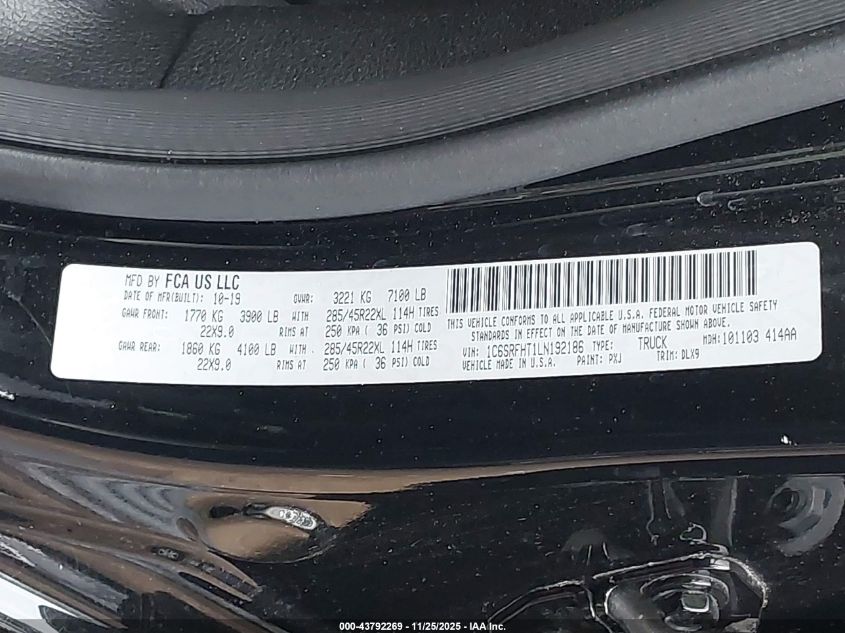 MFD BY FCA US LLC
DATE OF MFR(BUILT): 10-19 GVWR: 3221 KG 7100 LB
GAWR FRONT: 1770 KG 3900 LB WITH 285/45R22XL 114H TIRES
22X9.0 RIMS AT 250 KPA ( 36 PSI) COLD
GAWR REAR: 1860 KG 4100 LB WITH 285/45R22XL 114H TIRES
22X9.0 RIMS AT 250 KPA ( 36 PSI) COLD
THIS VEHICLE CONFORMS TO ALL APPLICABLE U.S.A. FEDERAL MOTOR VEHICLE SAFETY
STANDARDS IN EFFECT ON THE DATE OF MANUFACTURE SHOWN ABOVE.
VIN: 1C6SRFHT1LN192186 TYPE: TRUCK MDH:101103 414AA
VEHICLE MADE IN U.S.A. PAINT: PXJ TRIM: DLX9
000-43792269 - 11/25/2025 - IAA Inc.